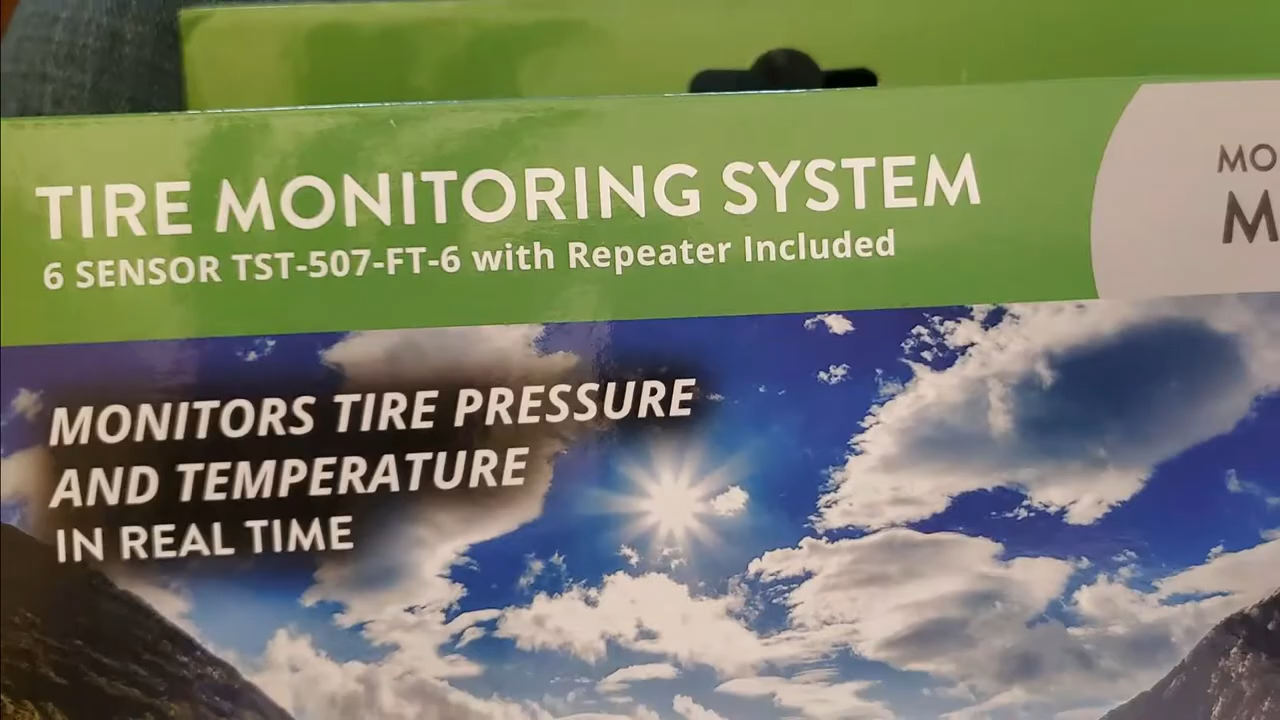 TIRE MONITORING SYSTEM
6 SENSOR TST-507-FT-6 with Repeater Included
MO
M
MONITORS TIRE PRESSURE
AND TEMPERATURE
IN REAL TIME